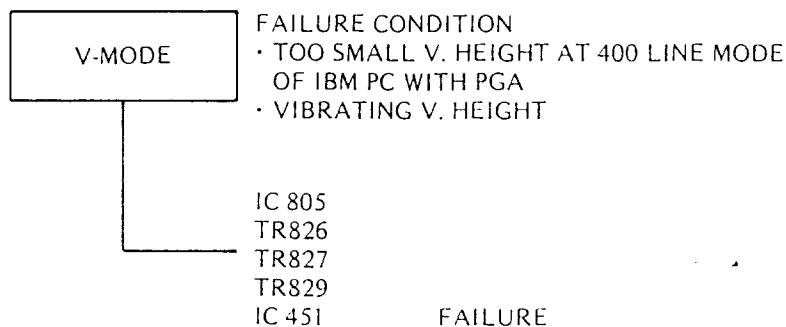 V-MODE
FAILURE CONDITION
· TOO SMALL V. HEIGHT AT 400 LINE MODE
OF IBM PC WITH PGA
· VIBRATING V. HEIGHT
IC 805
TR826
TR827
TR829
IC 451 FAILURE